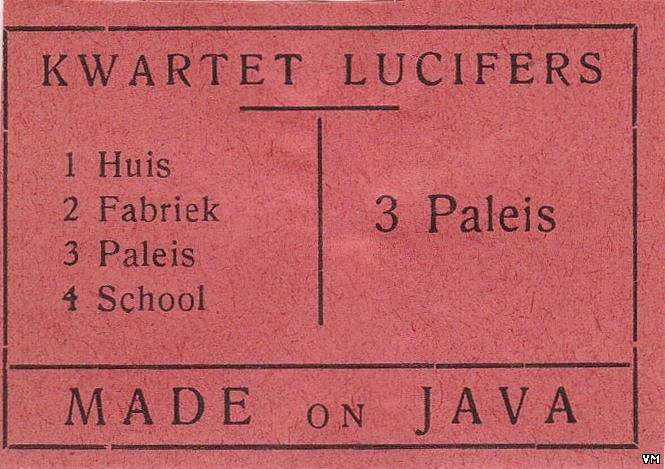 KWARTET LUCIFERS
1 Huis
2 Fabriek
3 Paleis
4 School
3 Paleis
MADE ON JAVA
VM